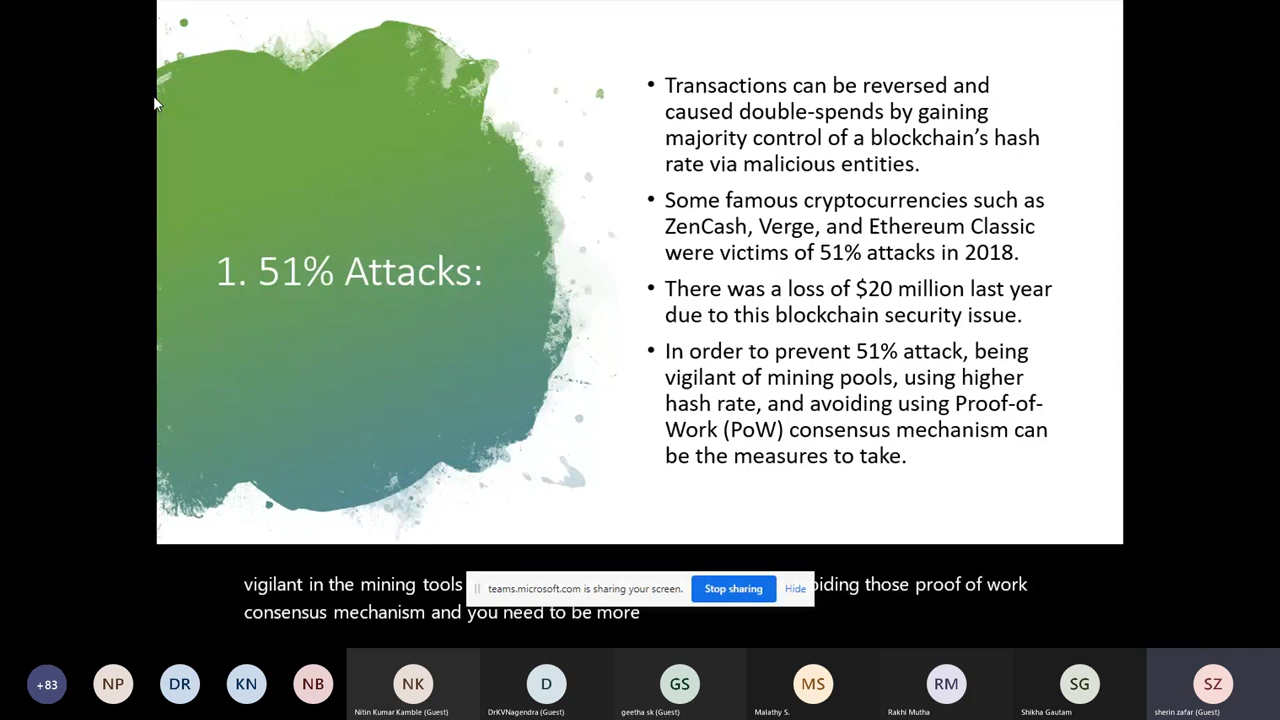 1. 51% Attacks:
• Transactions can be reversed and
caused double-spends by gaining
majority control of a blockchain’s hash
rate via malicious entities.
• Some famous cryptocurrencies such as
ZenCash, Verge, and Ethereum Classic
were victims of 51% attacks in 2018.
• There was a loss of $20 million last year
due to this blockchain security issue.
• In order to prevent 51% attack, being
vigilant of mining pools, using higher
hash rate, and avoiding using Proof-of-
Work (PoW) consensus mechanism can
be the measures to take.
vigilant in the mining tools
oiding those proof of work
consensus mechanism and you need to be more
teams.microsoft.com is sharing your screen.
Stop sharing
Hide
+83
NP
DR
KN
NB
NK
D
GS
MS
RM
SG
SZ
Nitin Kumar Kamble (Guest)
DrKVNagendra (Guest)
geetha sk (Guest)
Malathy S.
Rakhi Mutha
Shikha Gautam
sherin zafar (Guest)